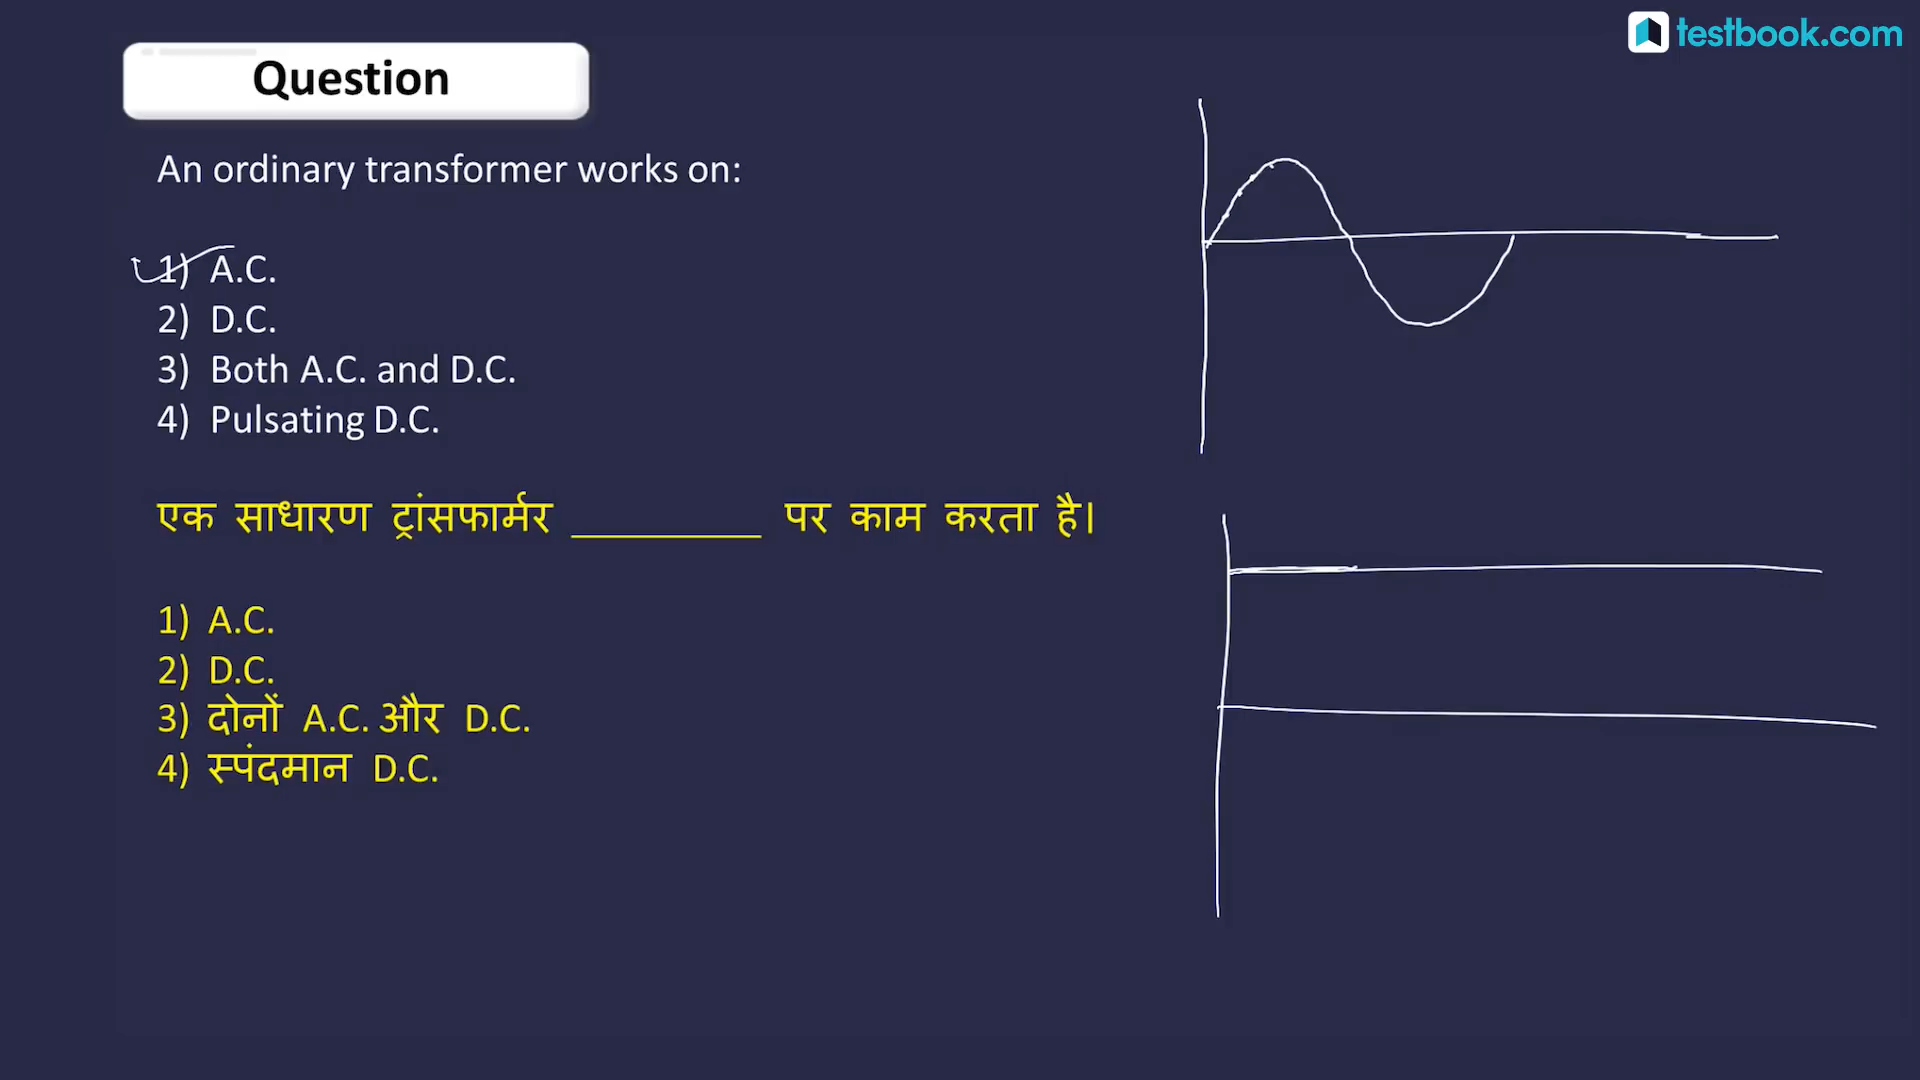 testbook.com
Question
An ordinary transformer works on:
1) A.C.
2) D.C.
3) Both A.C. and D.C.
4) Pulsating D.C.
एक साधारण ट्रांसफार्मर _________ पर काम करता है।
1) A.C.
2) D.C.
3) दोनों A.C. और D.C.
4) स्पंदमान D.C.